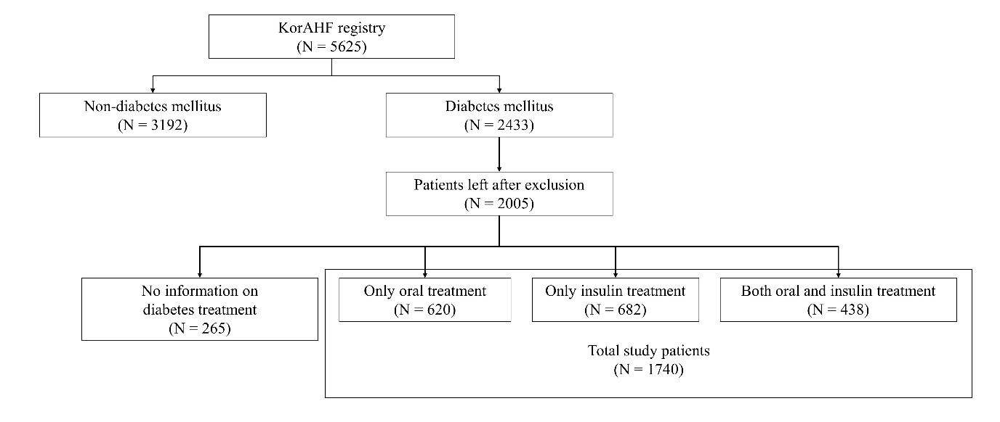 KorAHF registry
(N = 5625)
Non-diabetes mellitus
(N = 3192)
Diabetes mellitus
(N = 2433)
Patients left after exclusion
(N = 2005)
No information on
diabetes treatment
(N = 265)
Only oral treatment
(N = 620)
Only insulin treatment
(N = 682)
Both oral and insulin treatment
(N = 438)
Total study patients
(N = 1740)